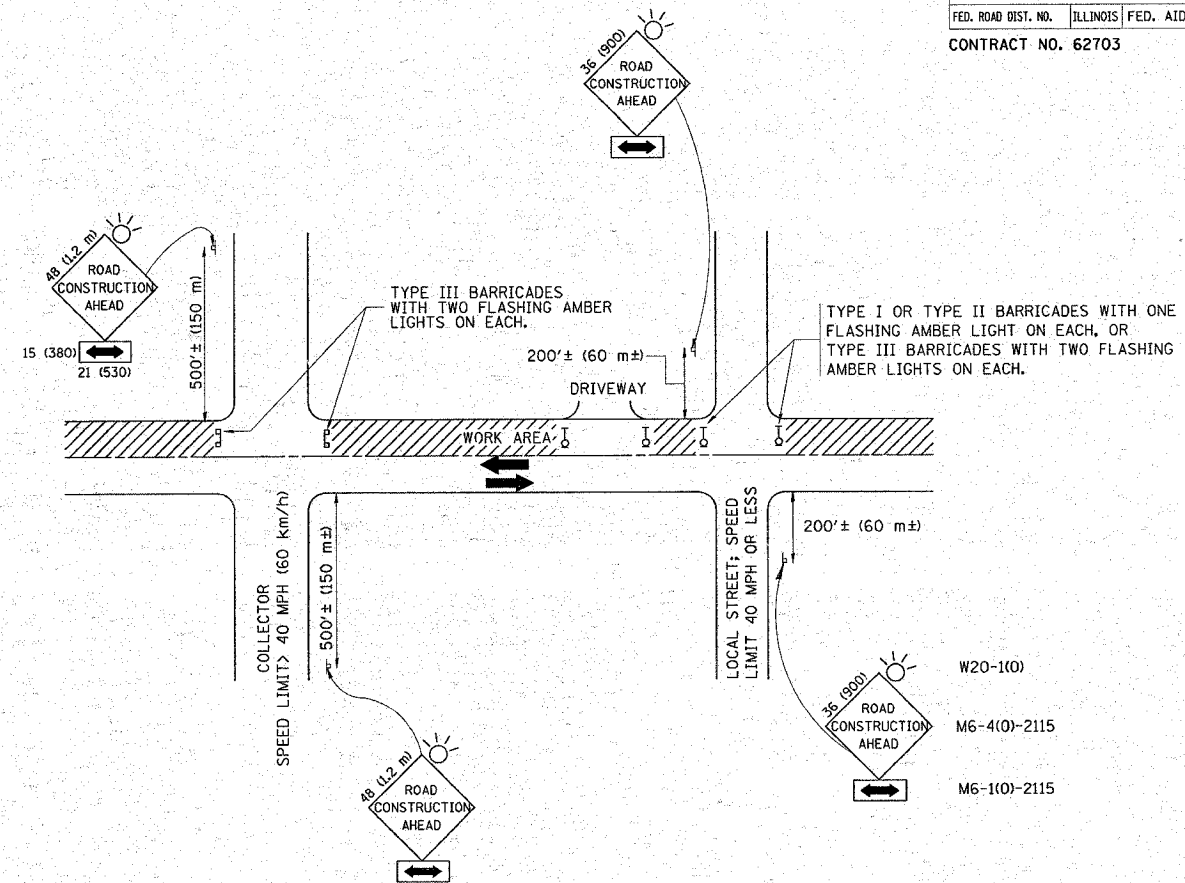 FED. ROAD DIST. NO. ILLINOIS FED. AID
CONTRACT NO. 62703
36 (900)
ROAD
CONSTRUCTION
AHEAD
48 (1.2 m)
ROAD
CONSTRUCTION
AHEAD
15 (380)
21 (530)
500'± (150 m)
TYPE III BARRICADES
WITH TWO FLASHING AMBER
LIGHTS ON EACH.
200'± (60 m±)
DRIVEWAY
TYPE I OR TYPE II BARRICADES WITH ONE
FLASHING AMBER LIGHT ON EACH, OR
TYPE III BARRICADES WITH TWO FLASHING
AMBER LIGHTS ON EACH.
WORK AREA
COLLECTOR
SPEED LIMIT> 40 MPH (60 km/h)
500'± (150 m±)
LOCAL STREET; SPEED
LIMIT 40 MPH OR LESS
200'± (60 m±)
48 (1.2 m)
ROAD
CONSTRUCTION
AHEAD
36 (900)
ROAD
CONSTRUCTION
AHEAD
W20-1(O)
M6-4(O)-2115
M6-1(O)-2115